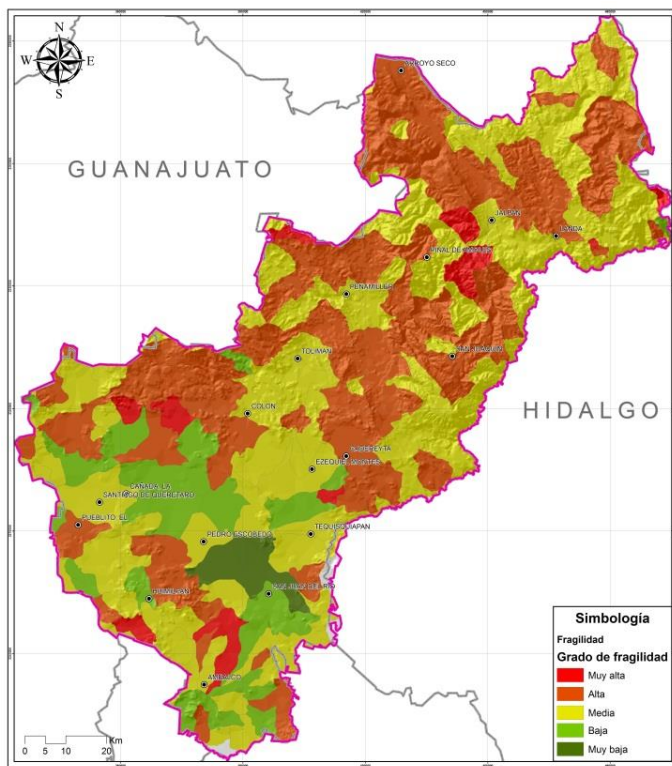 N
W E
S
ARROYO SECO
GUANAJUATO
JALPAN
LANDA
PINAL DE AMOLES
PEÑAMILLER
SAN JOAQUIN
TOLIMAN
HIDALGO
COLON
CADEREYTA
EZEQUIEL MONTES
CAÑADA, LA
SANTIAGO DE QUERETARO
PUEBLITO, EL
TEQUISQUIAPAN
PEDRO ESCOBEDO
SAN JUAN DEL RIO
HUIMILPAN
AMEALCO
Simbología
Fragilidad
Grado de fragilidad
Muy alta
Alta
Media
Baja
Muy baja
Km
0 5 10 20